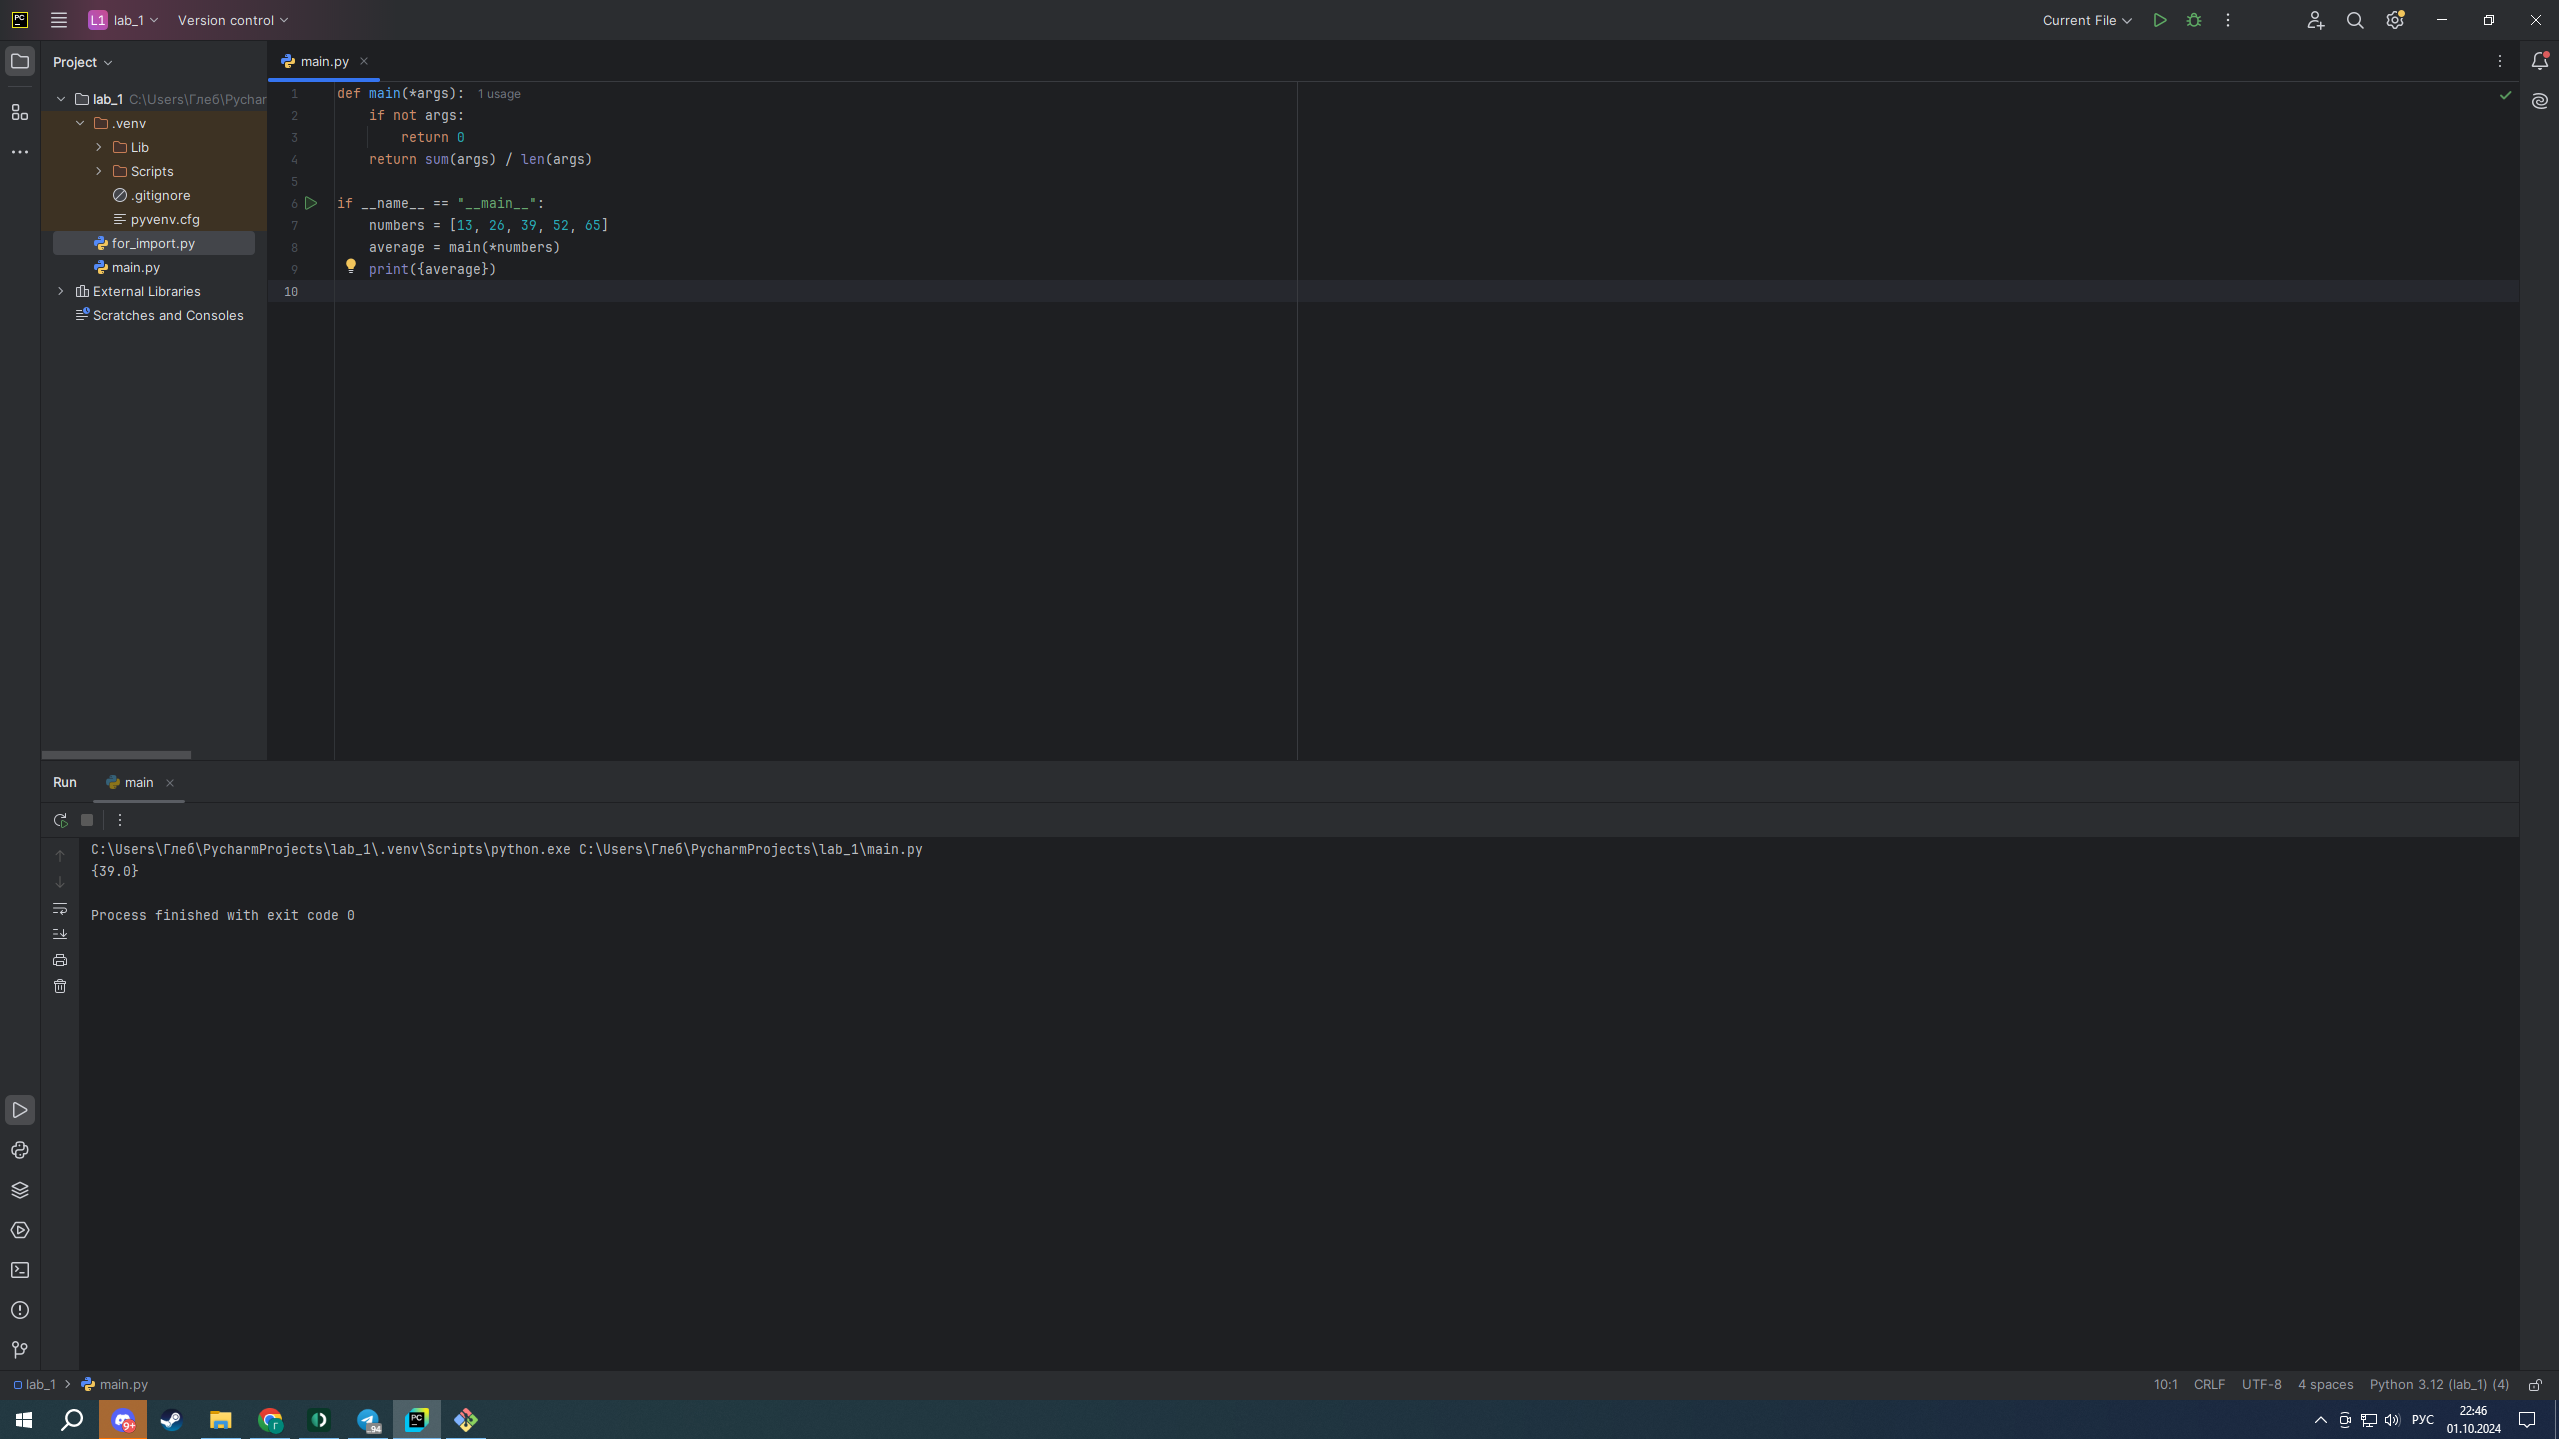 PC
L1 lab_1 Version control Current File
Project
main.py
lab_1 C:\Users\Глеб\Pychar
.venv
Lib
Scripts
.gitignore
pyvenv.cfg
for_import.py
main.py
External Libraries
Scratches and Consoles
1 def main(*args): 1 usage
2 if not args:
3 return 0
4 return sum(args) / len(args)
5
6 if __name__ == "__main__":
7 numbers = [13, 26, 39, 52, 65]
8 average = main(*numbers)
9 print({average})
10
Run main
C:\Users\Глеб\PycharmProjects\lab_1\.venv\Scripts\python.exe C:\Users\Глеб\PycharmProjects\lab_1\main.py
{39.0}
Process finished with exit code 0
lab_1 main.py 10:1 CRLF UTF-8 4 spaces Python 3.12 (lab_1) (4)
9+ Г 94 PC РУС 22:46
01.10.2024